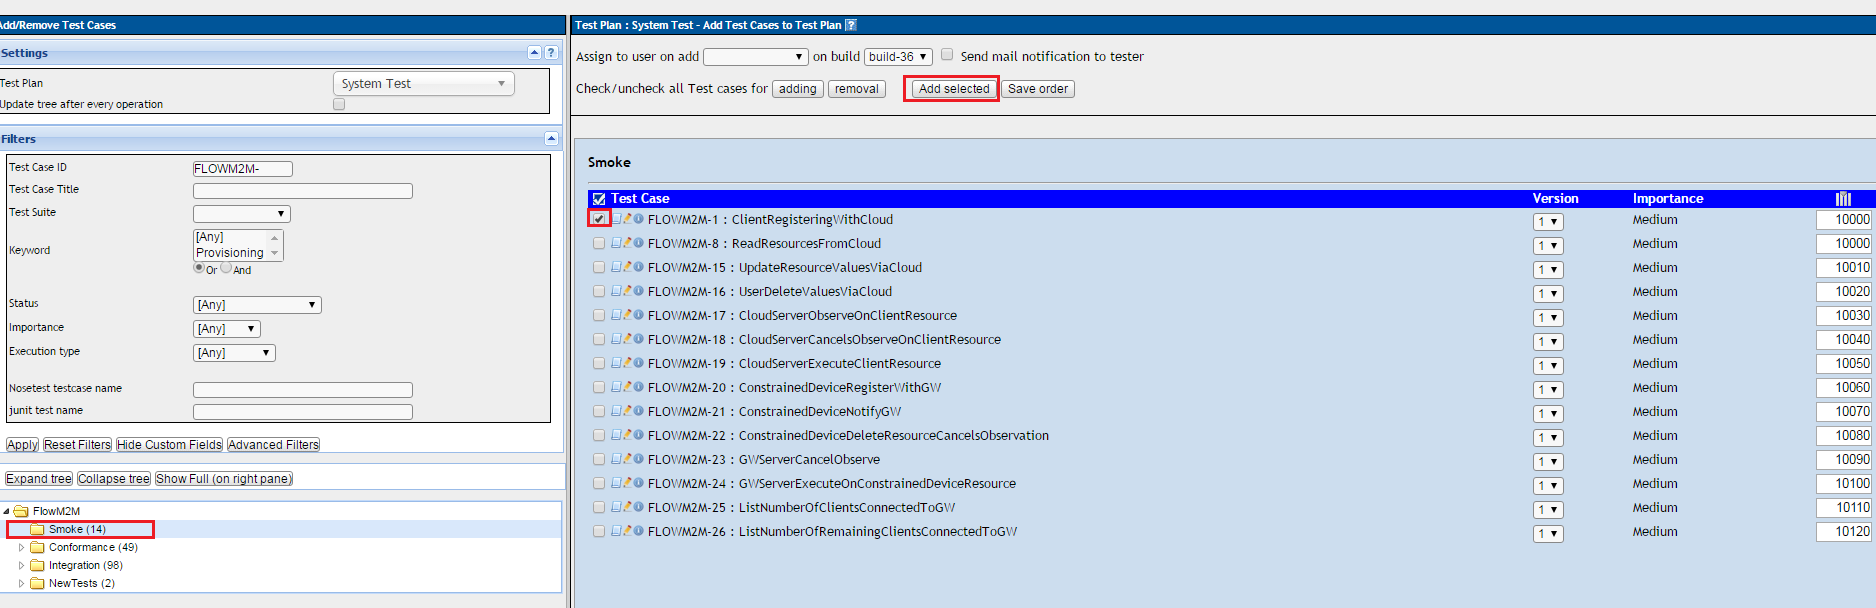 Add/Remove Test Cases
Settings
Test Plan
System Test
Update tree after every operation
Filters
Test Case ID
FLOWM2M-
Test Case Title
Test Suite
Keyword
[Any]
Provisioning
Or And
Status
[Any]
Importance
[Any]
Execution type
[Any]
Nosetest testcase name
junit test name
Apply Reset Filters Hide Custom Fields Advanced Filters
Expand tree Collapse tree Show Full (on right pane)
FlowM2M
Smoke (14)
Conformance (49)
Integration (98)
NewTests (2)
Test Plan : System Test - Add Test Cases to Test Plan ?
Assign to user on add on build build-36 Send mail notification to tester
Check/uncheck all Test cases for adding removal Add selected Save order
Smoke
Test Case Version Importance
FLOWM2M-1 : ClientRegisteringWithCloud 1 Medium 10000
FLOWM2M-8 : ReadResourcesFromCloud 1 Medium 10000
FLOWM2M-15 : UpdateResourceValuesViaCloud 1 Medium 10010
FLOWM2M-16 : UserDeleteValuesViaCloud 1 Medium 10020
FLOWM2M-17 : CloudServerObserveOnClientResource 1 Medium 10030
FLOWM2M-18 : CloudServerCancelsObserveOnClientResource 1 Medium 10040
FLOWM2M-19 : CloudServerExecuteClientResource 1 Medium 10050
FLOWM2M-20 : ConstrainedDeviceRegisterWithGW 1 Medium 10060
FLOWM2M-21 : ConstrainedDeviceNotifyGW 1 Medium 10070
FLOWM2M-22 : ConstrainedDeviceDeleteResourceCancelsObservation 1 Medium 10080
FLOWM2M-23 : GWServerCancelObserve 1 Medium 10090
FLOWM2M-24 : GWServerExecuteOnConstrainedDeviceResource 1 Medium 10100
FLOWM2M-25 : ListNumberOfClientsConnectedToGW 1 Medium 10110
FLOWM2M-26 : ListNumberOfRemainingClientsConnectedToGW 1 Medium 10120